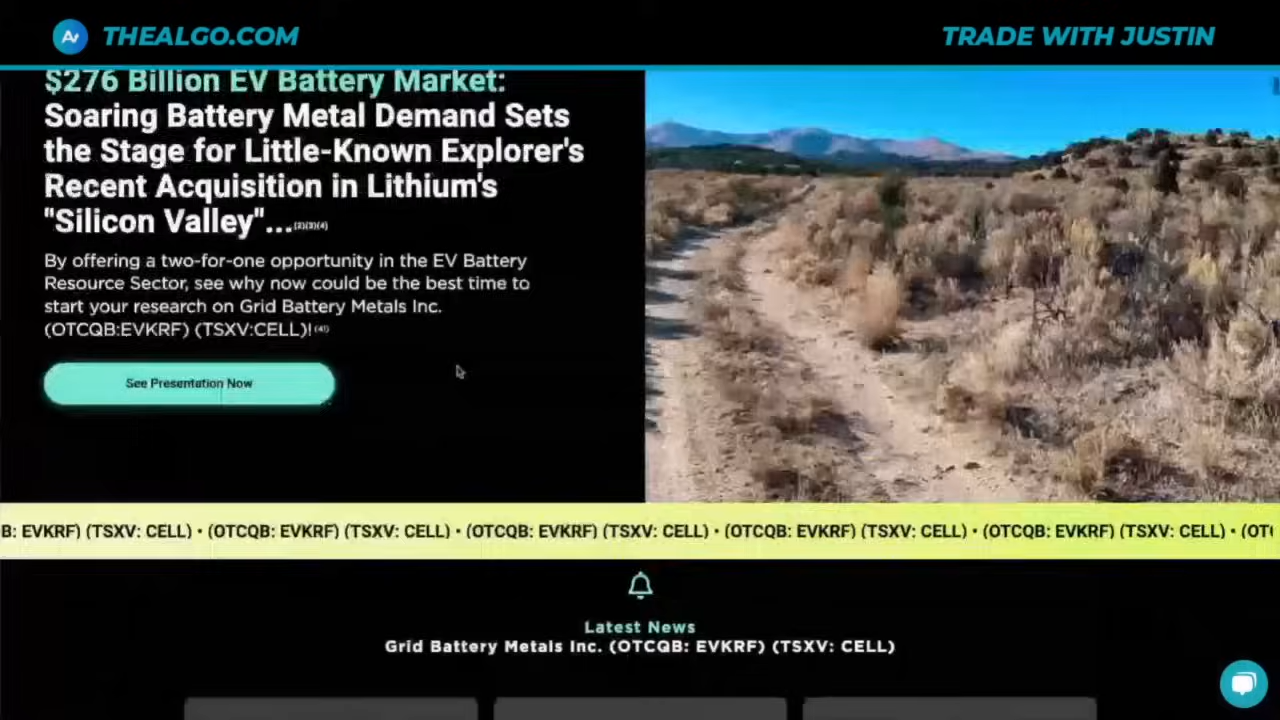 THEALGO.COM
TRADE WITH JUSTIN
$276 Billion EV Battery Market:
Soaring Battery Metal Demand Sets
the Stage for Little-Known Explorer's
Recent Acquisition in Lithium's
"Silicon Valley"...(2)(3)(4)
By offering a two-for-one opportunity in the EV Battery
Resource Sector, see why now could be the best time to
start your research on Grid Battery Metals Inc.
(OTCQB:EVKRF) (TSXV:CELL)! (41)
See Presentation Now
B: EVKRF) (TSXV: CELL) • (OTCQB: EVKRF) (TSXV: CELL) • (OTCQB: EVKRF) (TSXV: CELL) • (OTCQB: EVKRF) (TSXV: CELL) • (OTCQB: EVKRF) (TSXV: CELL) • (OT
Latest News
Grid Battery Metals Inc. (OTCQB: EVKRF) (TSXV: CELL)